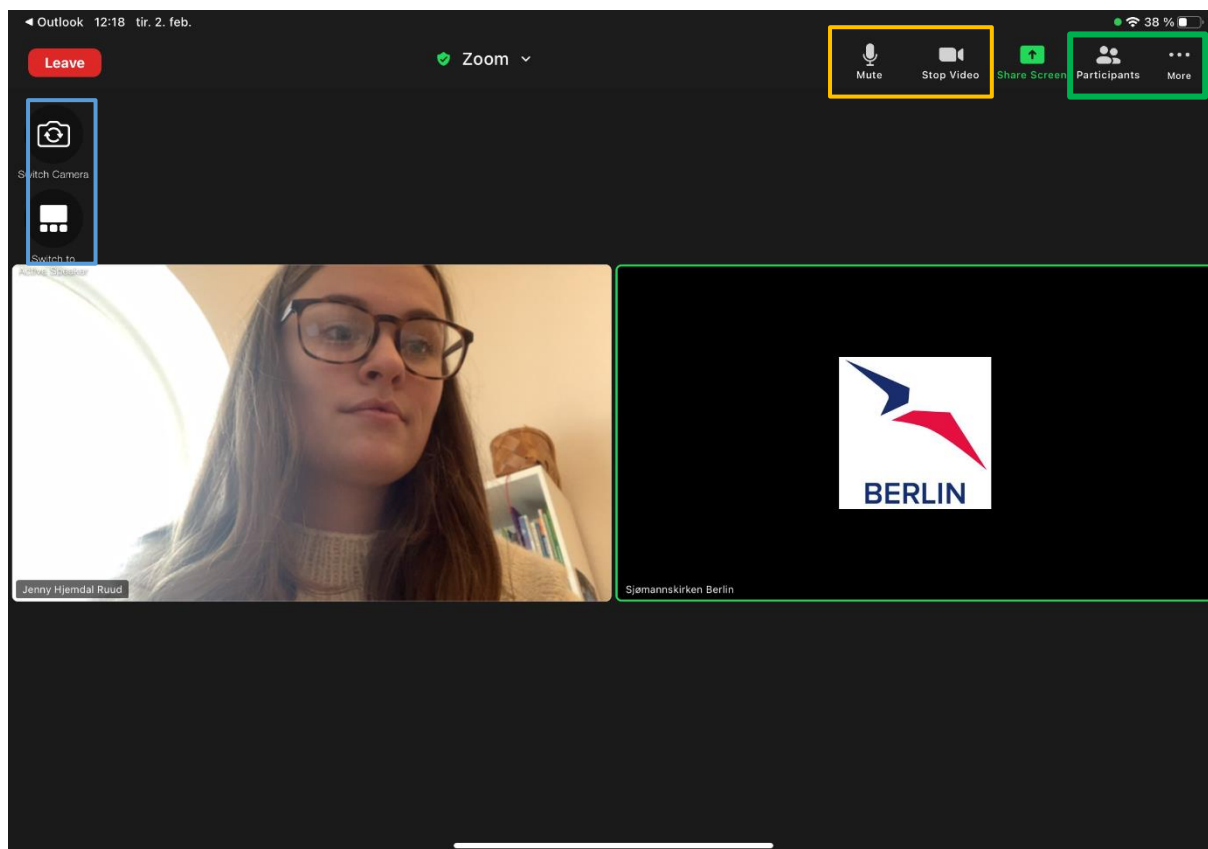 Outlook 12:18 tir. 2. feb. 38 %
Leave
Zoom
Mute
Stop Video
Share Screen
Participants
More
Switch Camera
Switch to
Active Speaker
BERLIN
Jenny Hjemdal Ruud
Sjømannskirken Berlin